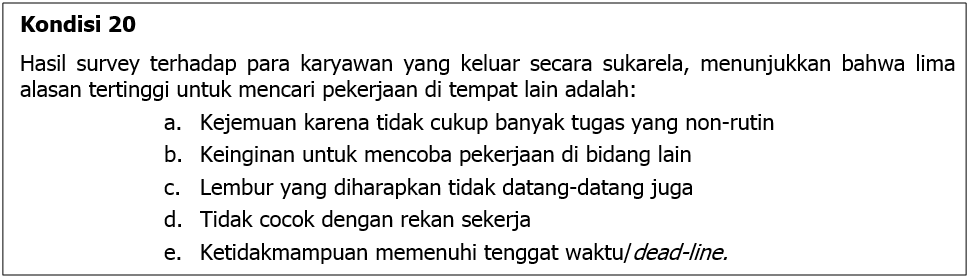 Kondisi 20
Hasil survey terhadap para karyawan yang keluar secara sukarela, menunjukkan bahwa lima
alasan tertinggi untuk mencari pekerjaan di tempat lain adalah:
a. Kejemuan karena tidak cukup banyak tugas yang non-rutin
b. Keinginan untuk mencoba pekerjaan di bidang lain
c. Lembur yang diharapkan tidak datang-datang juga
d. Tidak cocok dengan rekan sekerja
e. Ketidakmampuan memenuhi tenggat waktu/dead-line.